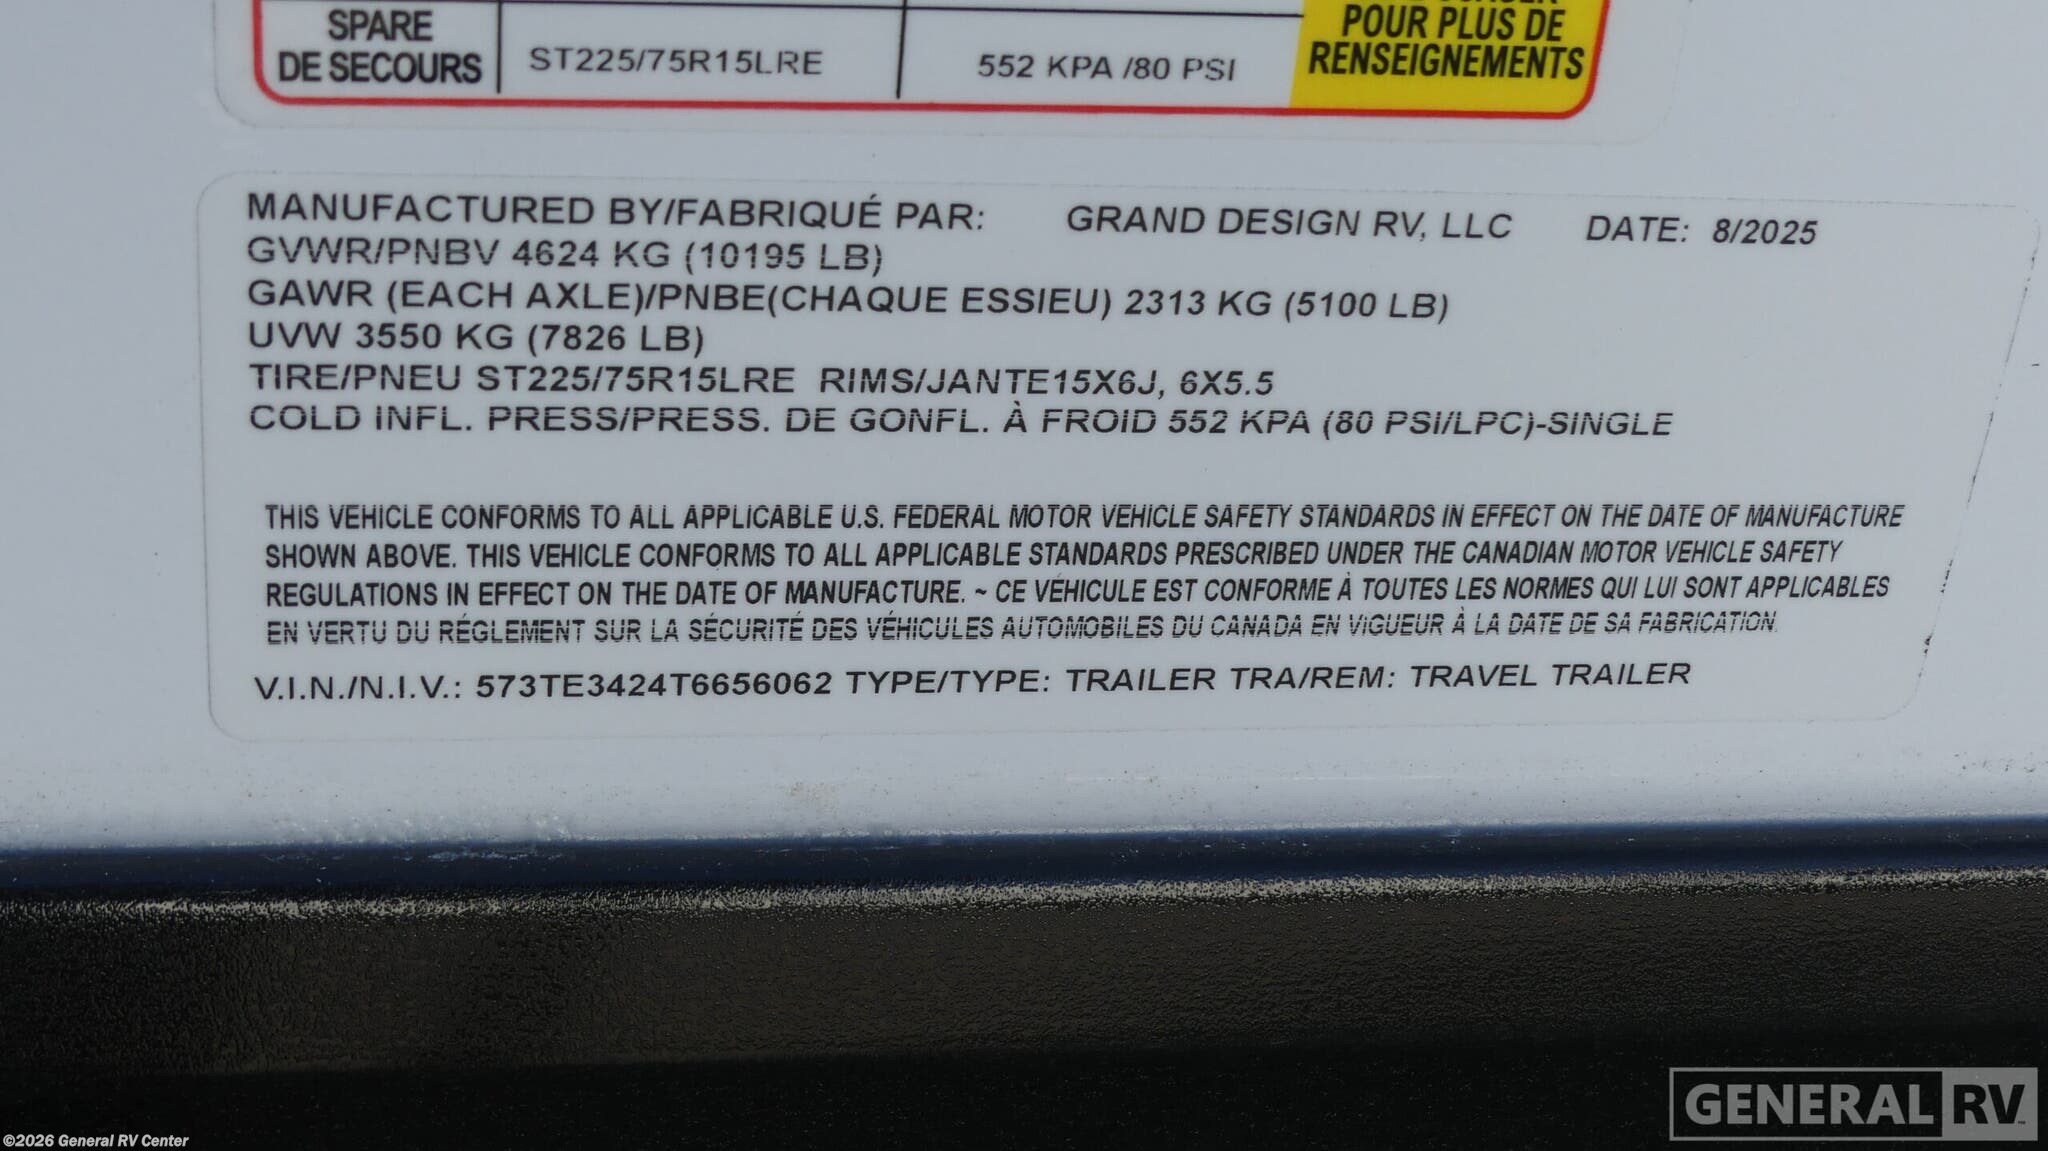 SPARE
DE SECOURS
ST225/75R15LRE
552 KPA /80 PSI
POUR PLUS DE
RENSEIGNEMENTS
MANUFACTURED BY/FABRIQUÉ PAR: GRAND DESIGN RV, LLC DATE: 8/2025
GVWR/PNBV 4624 KG (10195 LB)
GAWR (EACH AXLE)/PNBE(CHAQUE ESSIEU) 2313 KG (5100 LB)
UVW 3550 KG (7826 LB)
TIRE/PNEU ST225/75R15LRE RIMS/JANTE15X6J, 6X5.5
COLD INFL. PRESS/PRESS. DE GONFL. À FROID 552 KPA (80 PSI/LPC)-SINGLE
THIS VEHICLE CONFORMS TO ALL APPLICABLE U.S. FEDERAL MOTOR VEHICLE SAFETY STANDARDS IN EFFECT ON THE DATE OF MANUFACTURE
SHOWN ABOVE. THIS VEHICLE CONFORMS TO ALL APPLICABLE STANDARDS PRESCRIBED UNDER THE CANADIAN MOTOR VEHICLE SAFETY
REGULATIONS IN EFFECT ON THE DATE OF MANUFACTURE. ~ CE VÉHICULE EST CONFORME À TOUTES LES NORMES QUI LUI SONT APPLICABLES
EN VERTU DU RÉGLEMENT SUR LA SÉCURITÉ DES VÉHICULES AUTOMOBILES DU CANADA EN VIGUEUR À LA DATE DE SA FABRICATION.
V.I.N./N.I.V.: 573TE3424T6656062 TYPE/TYPE: TRAILER TRA/REM: TRAVEL TRAILER
GENERAL RV
©2026 General RV Center